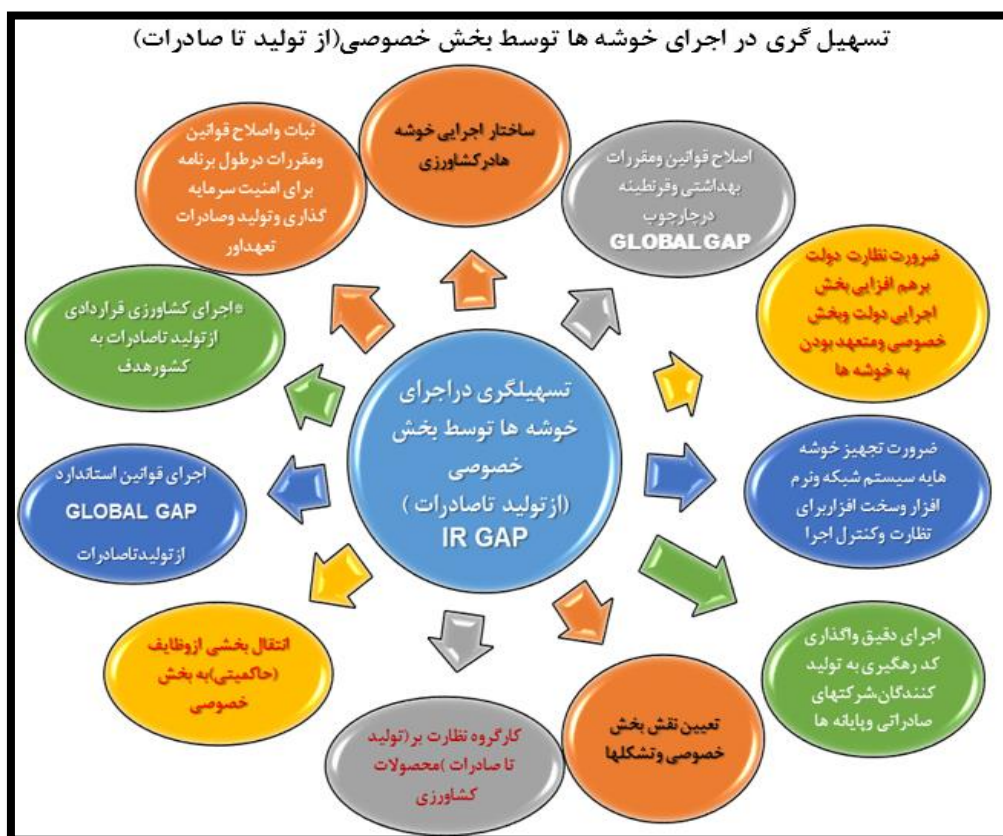 تسهیل گری در اجرای خوشه ها توسط بخش خصوصی(از تولید تا صادرات)
ساختار اجرایی خوشه
هادرکشاورزی
اصلاح قوانین ومقررات
بهداشتی وقرنطینه
درچارچوب
GLOBAL GAP
ضرورت نظارت دولت
برهم افزایی بخش
اجرایی دولت وبخش
خصوصی ومتعهد بودن
به خوشه ها
ضرورت تجهیز خوشه
هایه سیستم شبکه ونرم
افزار وسخت افزاربرای
نظارت وکنترل اجرا
اجرای دقیق واگذاری
کد رهگیری به تولید
کنندگان،شرکتهای
صادراتی وپایانه ها
تعیین نقش بخش
خصوصی وتشکلها
کارگروه نظارت بر(تولید
تا صادرات )محصولات
کشاورزی
انتقال بخشی ازوظایف
(حاکمیتی)به بخش
خصوصی
اجرای قوانین استاندارد
GLOBAL GAP
ازتولیدتاصادرات
*اجرای کشاورزی قراردادی
ازتولید تاصادرات به
کشورهدف
ثبات واصلاح قوانین
ومقررات درطول برنامه
برای امنیت سرمایه
گذاری وتولید وصادرات
تعهداور
تسهیلگری دراجرای
خوشه ها توسط بخش
خصوصی
(ازتولید تاصادرات )
IR GAP